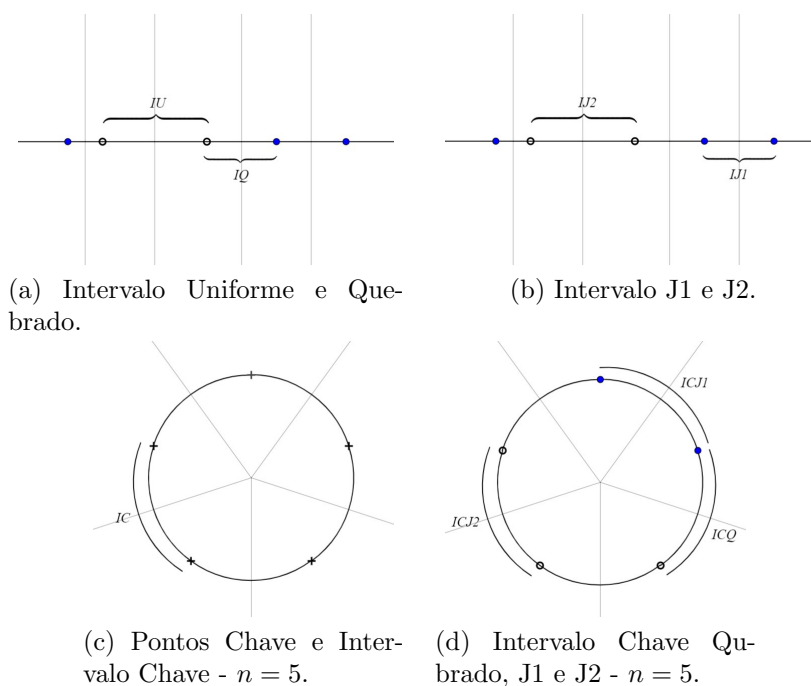 IU
IQ
IJ2
IJ1
(a) Intervalo Uniforme e Que-
brado.
(b) Intervalo J1 e J2.
IC
ICJ1
ICJ2
ICQ
(c) Pontos Chave e Inter-
valo Chave - n = 5.
(d) Intervalo Chave Qu-
brado, J1 e J2 - n = 5.